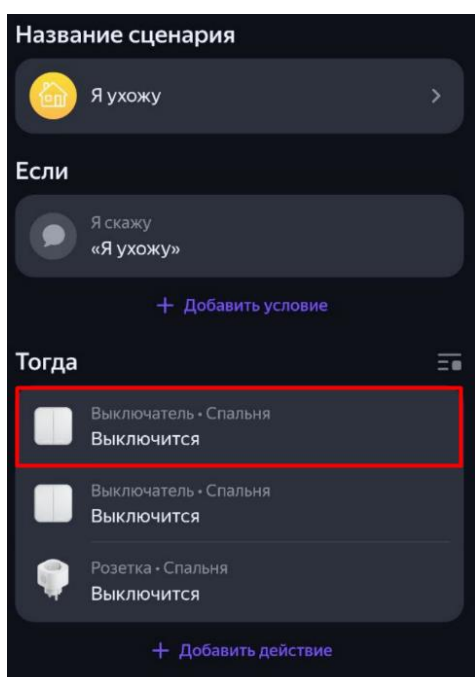 Название сценария
Я ухожу
Если
Я скажу
«Я ухожу»
+ Добавить условие
Тогда
Выключатель • Спальня
Выключится
Выключатель • Спальня
Выключится
Розетка • Спальня
Выключится
+ Добавить действие